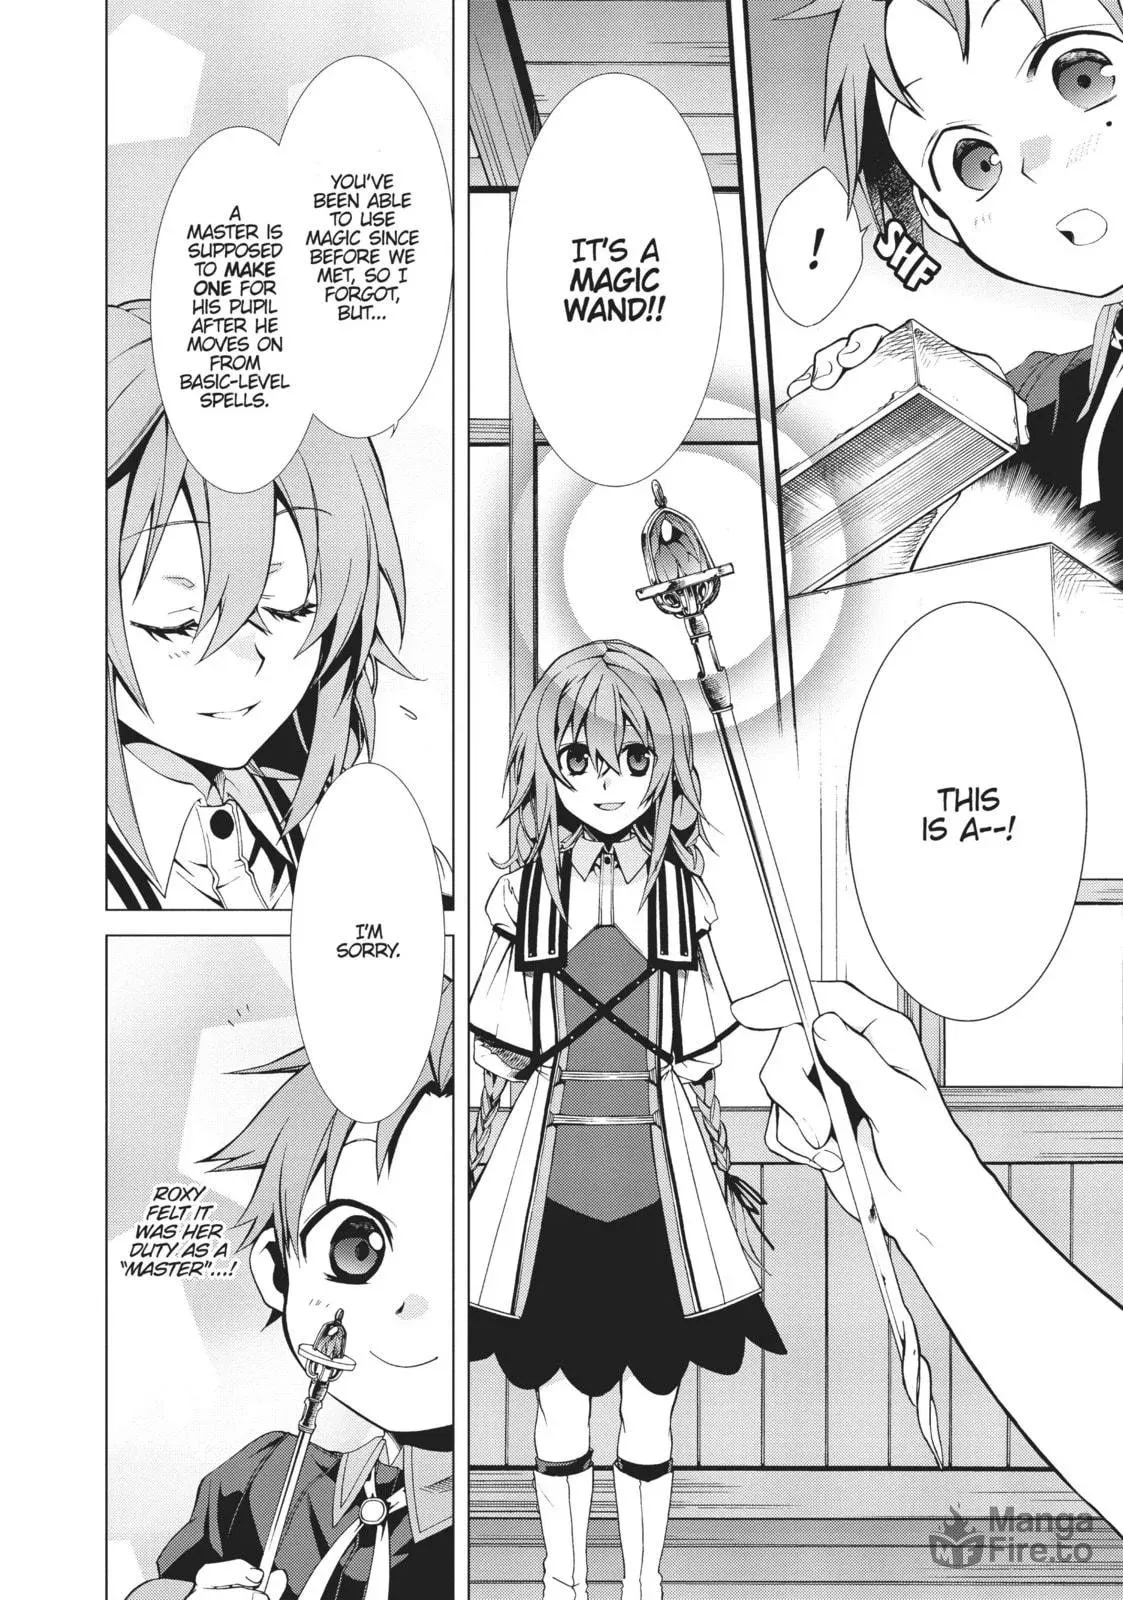 !
SHF
THIS
IS A--!
IT'S A
MAGIC
WAND!!
YOU'VE
BEEN ABLE
TO USE
MAGIC SINCE
BEFORE WE
MET, SO I
FORGOT,
BUT...
A
MASTER IS
SUPPOSED
TO MAKE
ONE FOR
HIS PUPIL
AFTER HE
MOVES ON
FROM
BASIC-LEVEL
SPELLS.
I'M
SORRY.
ROXY
FELT IT
WAS HER
DUTY AS A
"MASTER"...!
MF
Manga
Fire.to